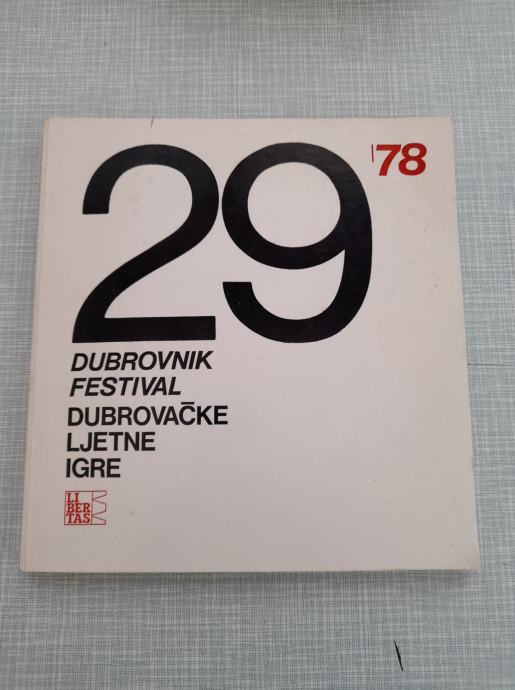 29
'78
DUBROVNIK
FESTIVAL
DUBROVAČKE
LJETNE
IGRE
LI
BER
TAS